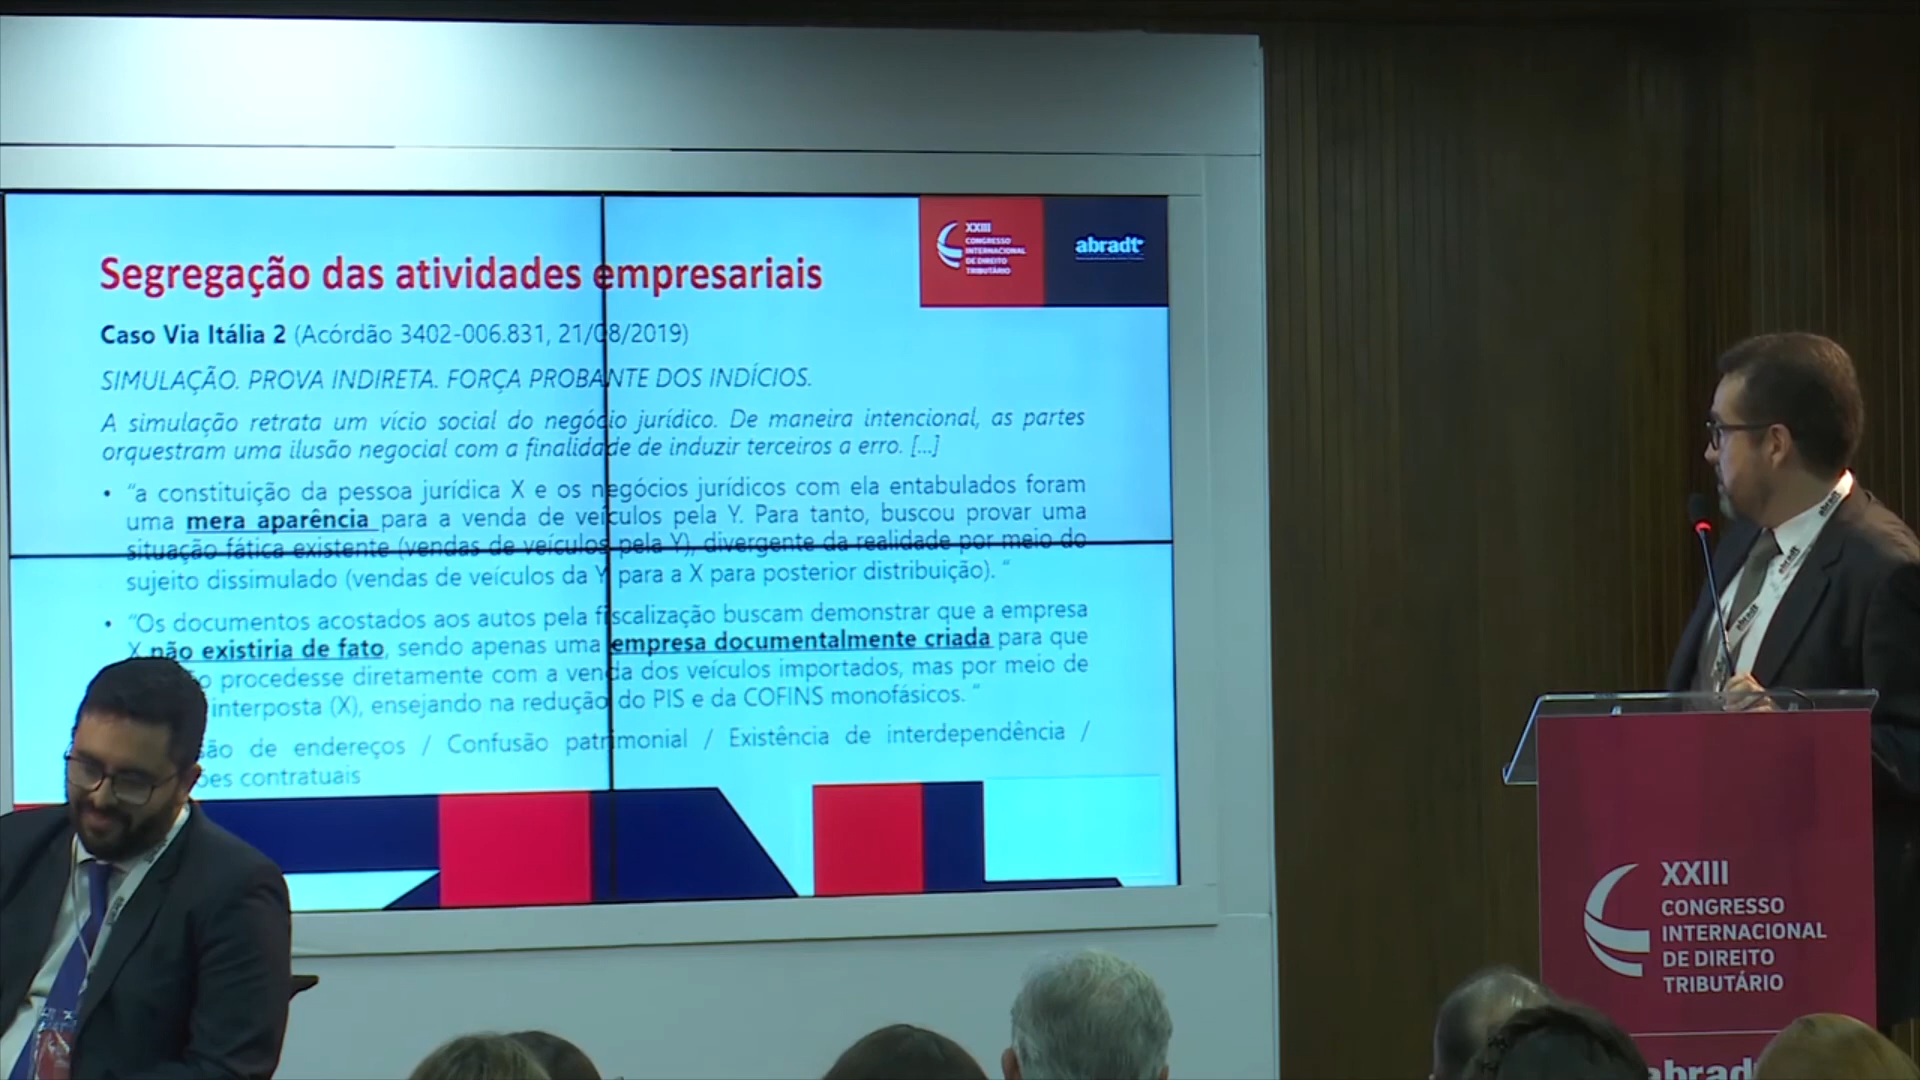 XXIII
CONGRESSO
INTERNACIONAL
DE DIREITO
TRIBUTÁRIO
abradt
Segregação das atividades empresariais
Caso Via Itália 2 (Acórdão 3402-006.831, 21/08/2019)
SIMULAÇÃO. PROVA INDIRETA. FORÇA PROBANTE DOS INDÍCIOS.
A simulação retrata um vício social do negócio jurídico. De maneira intencional, as partes
orquestram uma ilusão negocial com a finalidade de induzir terceiros a erro. [...]
• “a constituição da pessoa jurídica X e os negócios jurídicos com ela entabulados foram
uma mera aparência para a venda de veículos pela Y. Para tanto, buscou provar uma
situação fática existente (vendas de veículos pela Y), divergente da realidade por meio do
sujeito dissimulado (vendas de veículos da Y para a X para posterior distribuição). “
• “Os documentos acostados aos autos pela fiscalização buscam demonstrar que a empresa
X não existiria de fato, sendo apenas uma empresa documentalmente criada para que
procedesse diretamente com a venda dos veículos importados, mas por meio de
interposta (X), ensejando na redução do PIS e da COFINS monofásicos. “
de endereços / Confusão patrimonial / Existência de interdependência /
contratuais
abradt
abradt
abradt
XXIII
CONGRESSO
INTERNACIONAL
DE DIREITO
TRIBUTÁRIO
abradt